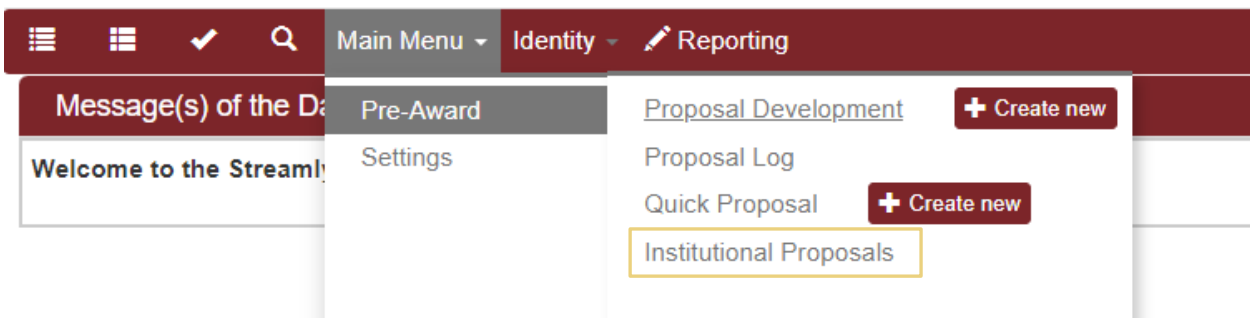 Main Menu Identity Reporting
Message(s) of the Da
Pre-Award
Proposal Development + Create new
Welcome to the Streamly
Settings
Proposal Log
Quick Proposal + Create new
Institutional Proposals